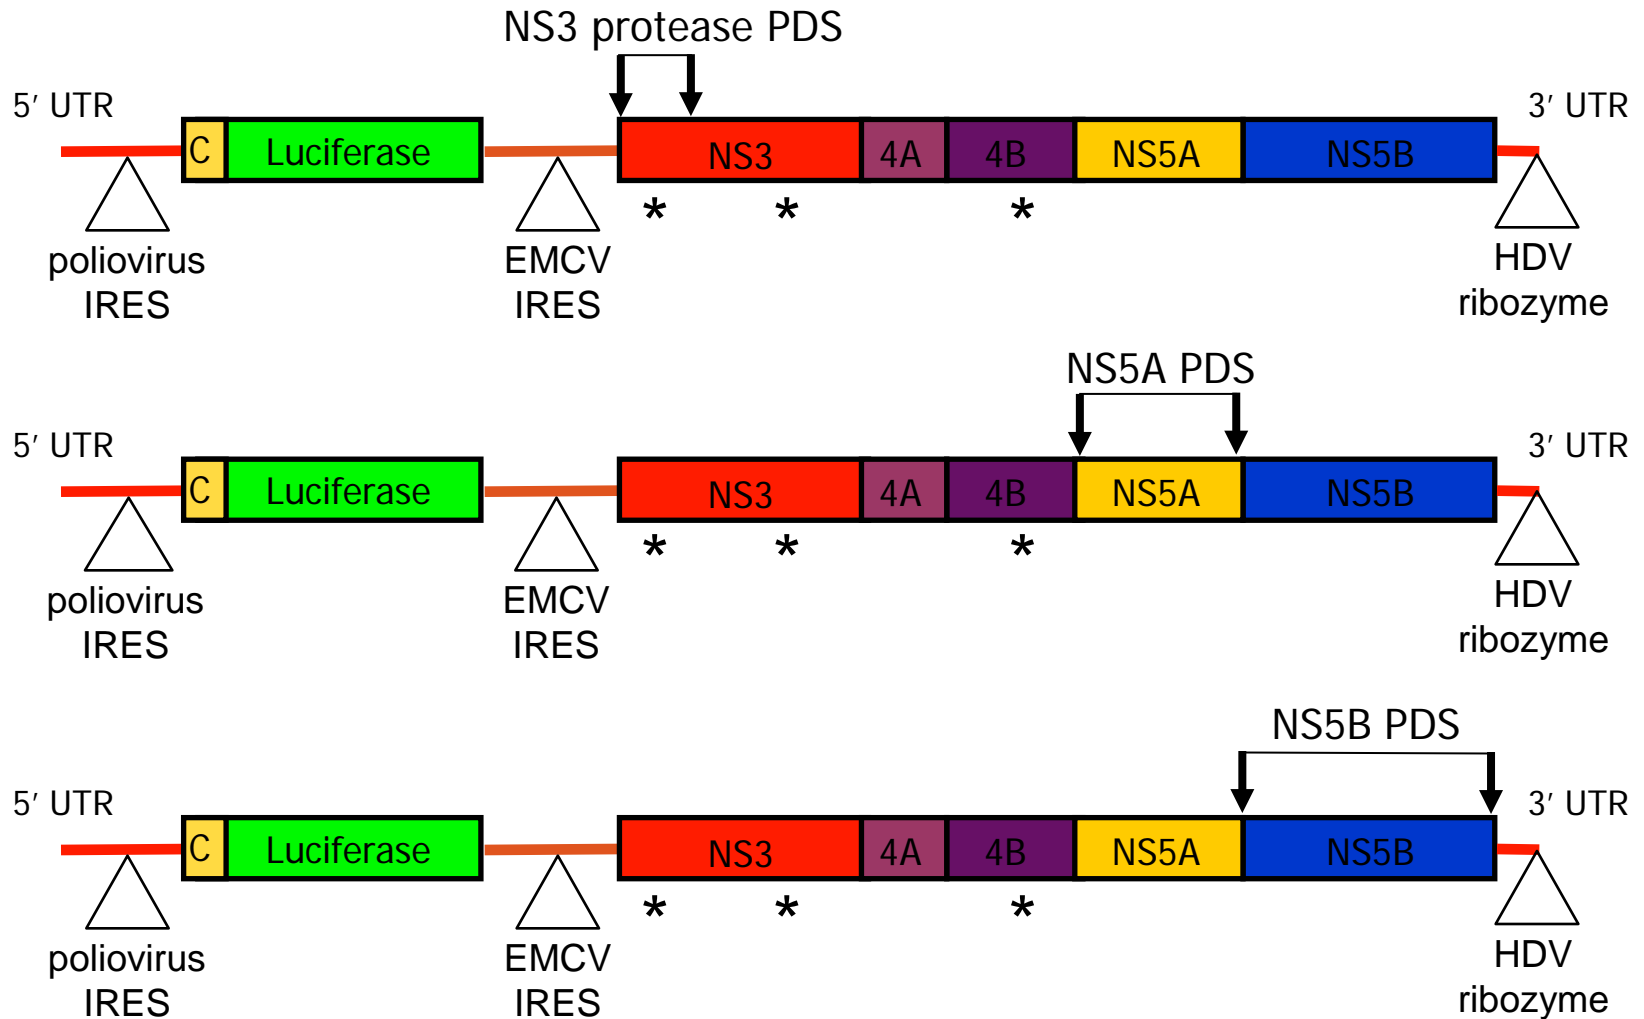 NS3 protease PDS
5′ UTR
3′ UTR
C Luciferase NS3 4A 4B NS5A NS5B
* * *
poliovirus
IRES
EMCV
IRES
HDV
ribozyme
NS5A PDS
5′ UTR
3′ UTR
C Luciferase NS3 4A 4B NS5A NS5B
* * *
poliovirus
IRES
EMCV
IRES
HDV
ribozyme
NS5B PDS
5′ UTR
3′ UTR
C Luciferase NS3 4A 4B NS5A NS5B
* * *
poliovirus
IRES
EMCV
IRES
HDV
ribozyme